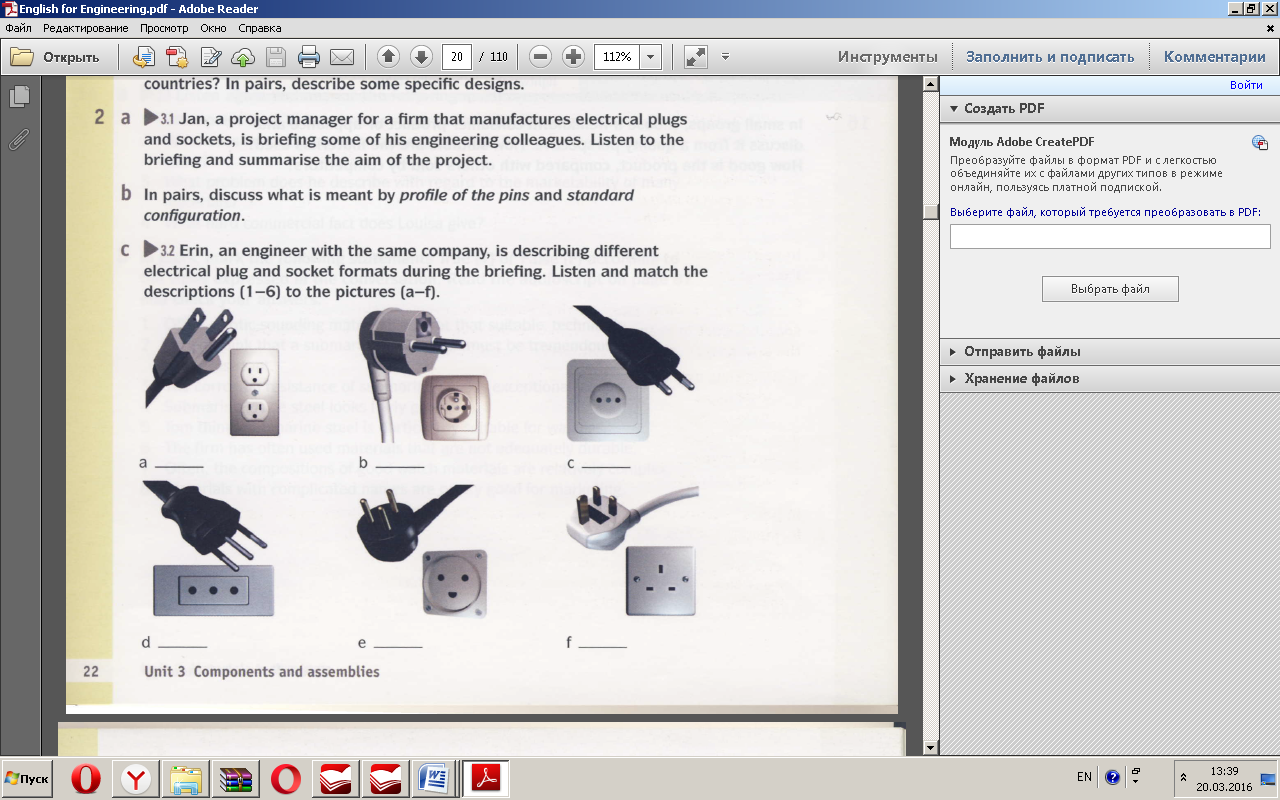 English for Engineering.pdf - Adobe Reader
Файл Редактирование Просмотр Окно Справка
Открыть 20 / 110 112% Инструменты Заполнить и подписать Комментарии
Войти
Создать PDF
Модуль Adobe CreatePDF
Преобразуйте файлы в формат PDF и с легкостью
объединяйте их с файлами других типов в режиме
онлайн, пользуясь платной подпиской.
Выберите файл, который требуется преобразовать в PDF:
Выбрать файл
Отправить файлы
Хранение файлов
countries? In pairs, describe some specific designs.
2 a 3.1 Jan, a project manager for a firm that manufactures electrical plugs
and sockets, is briefing some of his engineering colleagues. Listen to the
briefing and summarise the aim of the project.
b In pairs, discuss what is meant by profile of the pins and standard
configuration.
c 3.2 Erin, an engineer with the same company, is describing different
electrical plug and socket formats during the briefing. Listen and match the
descriptions (1–6) to the pictures (a–f).
a ______ b ______ c ______
d ______ e ______ f ______
22 Unit 3 Components and assemblies
Пуск
EN
13:39
20.03.2016